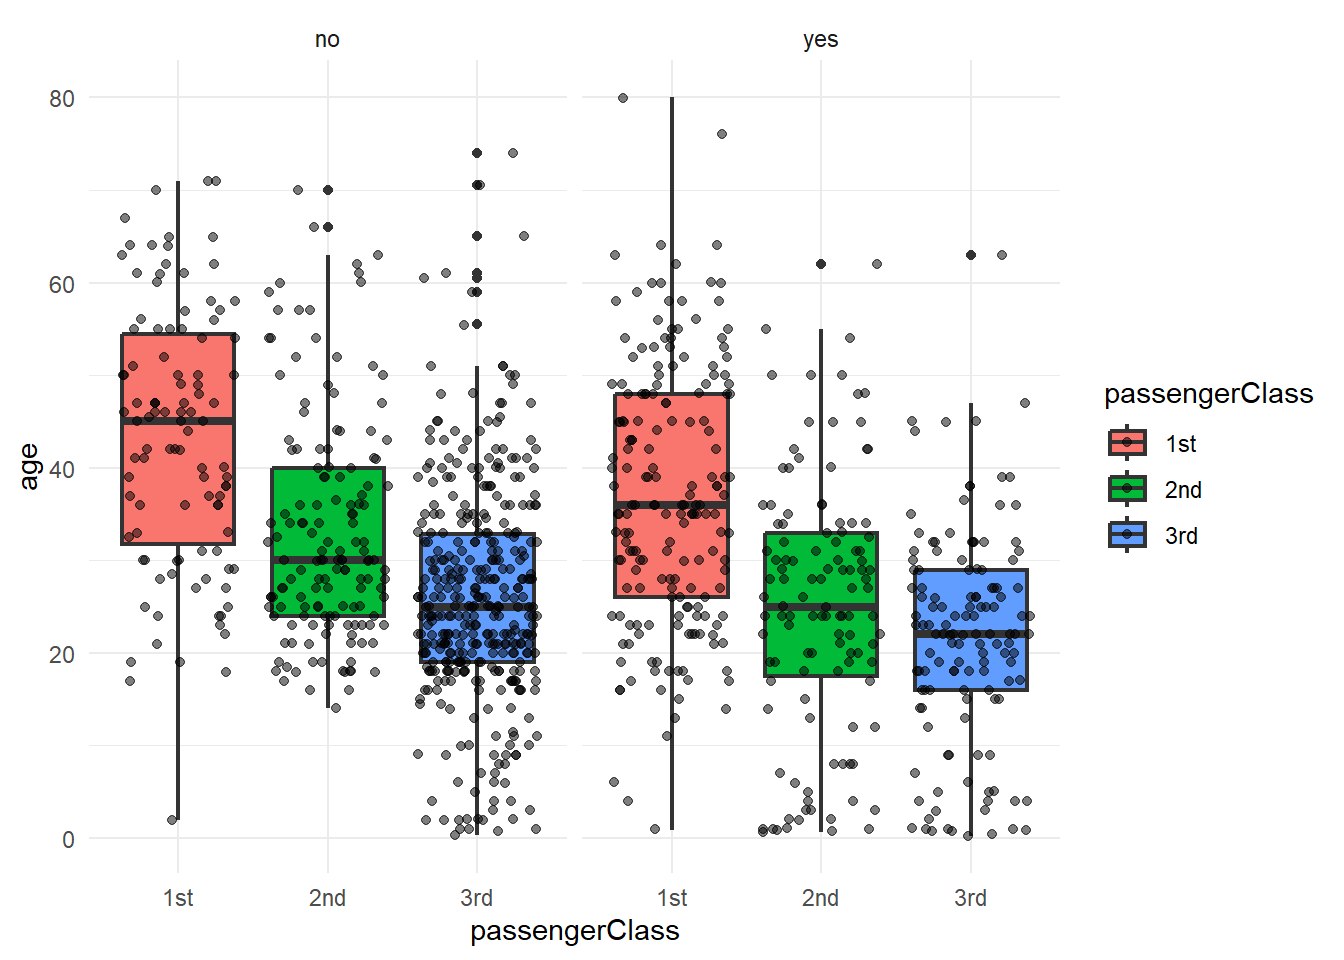 no
yes
80
60
40
20
0
age
1st
2nd
3rd
1st
2nd
3rd
passengerClass
passengerClass
1st
2nd
3rd